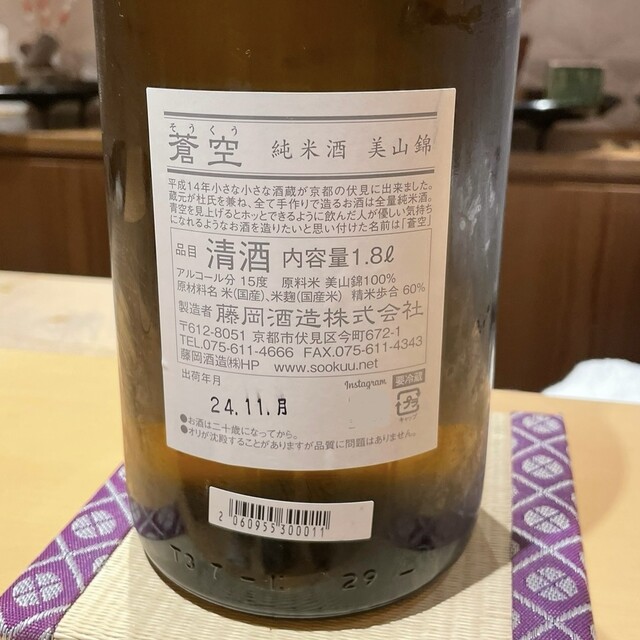 そうくう
蒼空 純米酒 美山錦
平成14年小さな小さな酒蔵が京都の伏見に出来ました。
蔵元が杜氏を兼ね、全て手作りで造るお酒は全量純米酒。
青空を見上げるとホッとできるように飲んだ人が優しい気持ち
になれるようなお酒を造りたいと思い付けた名前は「蒼空」
品目 清酒 内容量1.8ℓ
アルコール分 15度 原料米 美山錦100%
原材料名 米(国産)、米麹(国産米) 精米歩合 60%
製造者 藤岡酒造株式会社
〒612-8051 京都市伏見区今町672-1
TEL.075-611-4666 FAX.075-611-4343
藤岡酒造㈱HP www.sookuu.net
出荷年月 Instagram 要冷蔵
24.11.月
キャップ
●お酒は二十歳になってから。
●オリが沈殿することがありますが品質に問題はありません。
2 060955 300011